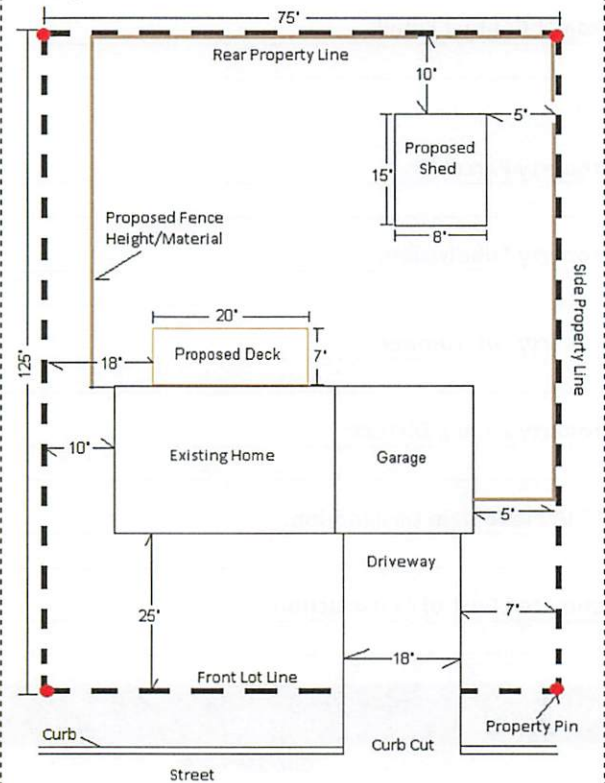 75'
Rear Property Line
10'
5'
Proposed
Shed
15'
8'
Proposed Fence
Height/Material
Side Property Line
125'
20'
Proposed Deck
7'
18'
10'
Existing Home
Garage
5'
Driveway
25'
7'
18'
Front Lot Line
Property Pin
Curb
Curb Cut
Street